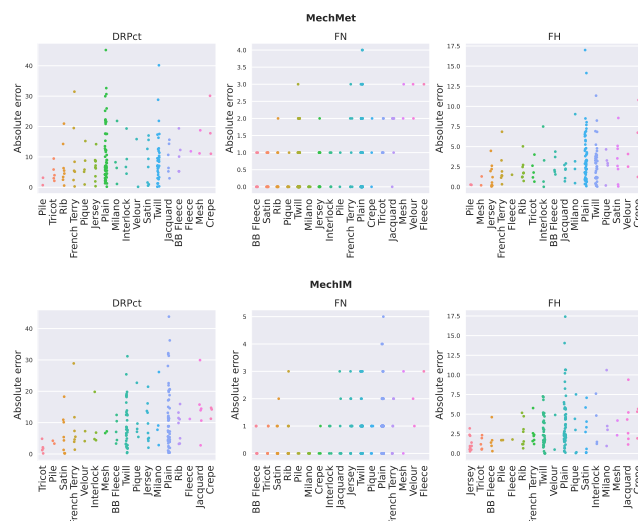 MechMet
DRPct FN FH
Absolute error Absolute error Absolute error
40 30 20 10 0
4.0 3.5 3.0 2.5 2.0 1.5 1.0 0.5 0.0
17.5 15.0 12.5 10.0 7.5 5.0 2.5 0.0
Pile Tricot Rib French Terry Pique Jersey Plain Milano Interlock Velour Satin Twill Jacquard BB Fleece Fleece Mesh Crepe
BB Fleece Satin Rib Pique Twill Milano Jersey Tricot Interlock Pile French Terry Plain Crepe Jacquard Mesh Velour Fleece
Pile Mesh Jersey French Terry Fleece Rib Tricot Interlock BB Fleece Jacquard Milano Plain Twill Pique Satin Velour Crepe
MechIM
DRPct FN FH
Absolute error Absolute error Absolute error
40 30 20 10 0
5 4 3 2 1 0
17.5 15.0 12.5 10.0 7.5 5.0 2.5 0.0
Tricot Pile Satin French Terry Velour Interlock Mesh BB Fleece Twill Pique Jersey Milano Plain Rib Fleece Jacquard Crepe
BB Fleece Tricot Satin Rib Pile Crepe Interlock Jacquard Jersey Twill Pique Plain French Terry Mesh Velour Fleece
Jersey Tricot BB Fleece Pile Fleece Rib French Terry Twill Velour Plain Pique Satin Interlock Milano Mesh Jacquard Crepe